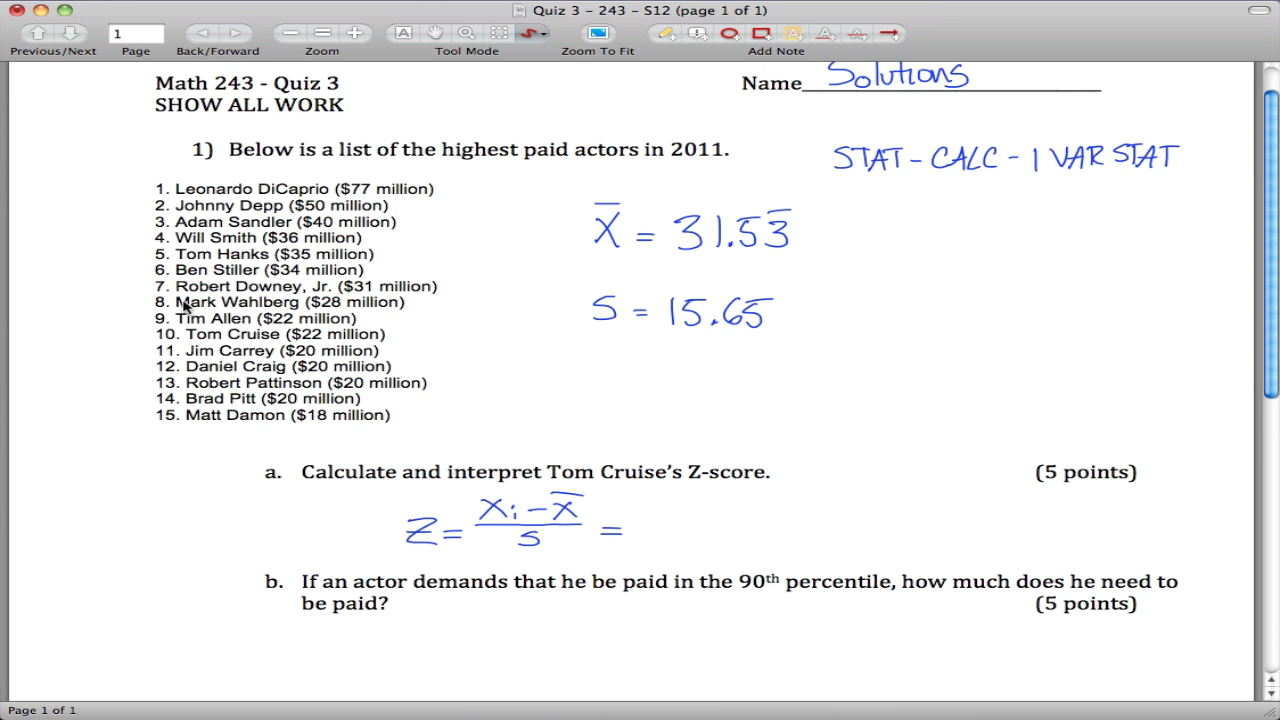 Quiz 3 - 243 - S12 (page 1 of 1)
1
Previous/Next Page Back/Forward Zoom Tool Mode Zoom To Fit Add Note
Math 243 - Quiz 3 Name Solutions
SHOW ALL WORK
1) Below is a list of the highest paid actors in 2011.
STAT - CALC - 1 VAR STAT
1. Leonardo DiCaprio ($77 million)
2. Johnny Depp ($50 million)
3. Adam Sandler ($40 million)
4. Will Smith ($36 million)
5. Tom Hanks ($35 million)
6. Ben Stiller ($34 million)
7. Robert Downey, Jr. ($31 million)
8. Mark Wahlberg ($28 million)
9. Tim Allen ($22 million)
10. Tom Cruise ($22 million)
11. Jim Carrey ($20 million)
12. Daniel Craig ($20 million)
13. Robert Pattinson ($20 million)
14. Brad Pitt ($20 million)
15. Matt Damon ($18 million)
x̄ = 31.53̅
s = 15.65
a. Calculate and interpret Tom Cruise's Z-score. (5 points)
Z = (xᵢ - x̄)/s =
b. If an actor demands that he be paid in the 90th percentile, how much does he need to
be paid? (5 points)
Page 1 of 1